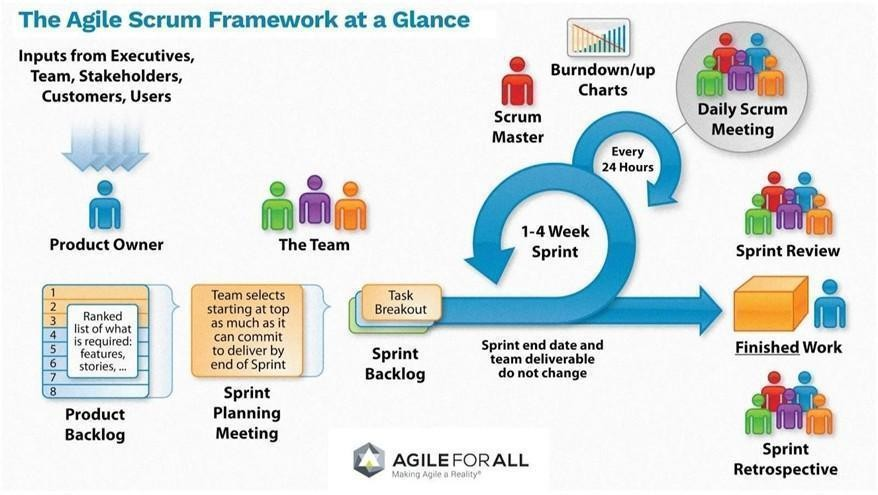 The Agile Scrum Framework at a Glance
Inputs from Executives,
Team, Stakeholders,
Customers, Users
Product Owner
The Team
1
2
3
4
5
6
7
8
Ranked
list of what
is required:
features,
stories, ...
Product
Backlog
Team selects
starting at top
as much as it
can commit
to deliver by
end of Sprint
Sprint
Planning
Meeting
Task
Breakout
Sprint
Backlog
Scrum
Master
Burndown/up
Charts
Every
24 Hours
Daily Scrum
Meeting
1-4 Week
Sprint
Sprint end date and
team deliverable
do not change
Sprint Review
Finished Work
Sprint
Retrospective
AGILE FOR ALL
Making Agile a Reality®